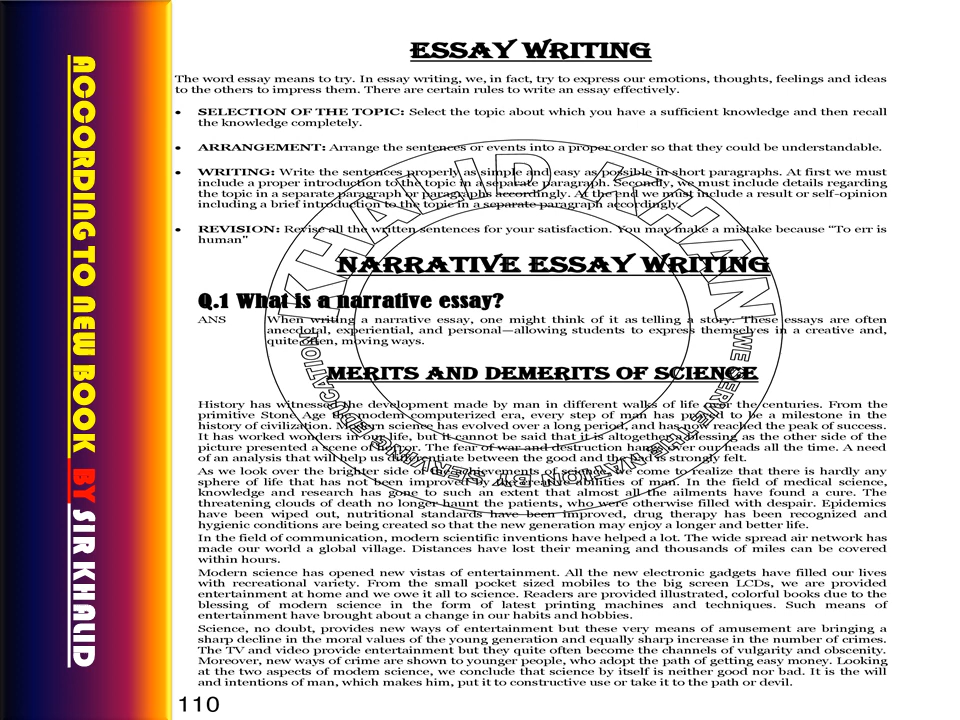 ACCORDING TO NEW BOOK BY SIR KHALID
ESSAY WRITING
The word essay means to try. In essay writing, we, in fact, try to express our emotions, thoughts, feelings and ideas
to the others to impress them. There are certain rules to write an essay effectively.
• SELECTION OF THE TOPIC: Select the topic about which you have a sufficient knowledge and then recall
the knowledge completely.
• ARRANGEMENT: Arrange the sentences or events into a proper order so that they could be understandable.
• WRITING: Write the sentences properly as simple and easy as possible in short paragraphs. At first we must
include a proper introduction to the topic in a separate paragraph. Secondly, we must include details regarding
the topic in a separate paragraph or paragraphs accordingly. At the end we must include a result or self-opinion
including a brief introduction to the topic in a separate paragraph accordingly.
• REVISION: Revise all the written sentences for your satisfaction. You may make a mistake because "To err is
human"
NARRATIVE ESSAY WRITING
Q.1 What is a narrative essay?
ANS When writing a narrative essay, one might think of it as telling a story. These essays are often
anecdotal, experiential, and personal—allowing students to express themselves in a creative and,
quite often, moving ways.
MERITS AND DEMERITS OF SCIENCE
History has witnessed the development made by man in different walks of life over the centuries. From the
primitive Stone Age the modem computerized era, every step of man has proved to be a milestone in the
history of civilization. Modern science has evolved over a long period, and has now reached the peak of success.
It has worked wonders in our life, but it cannot be said that it is altogether a blessing as the other side of the
picture presented a scene of horror. The fear of war and destruction hangs over our heads all the time. A need
of an analysis that will help us differentiate between the good and the bad is strongly felt.
As we look over the brighter side of the achievements of science we come to realize that there is hardly any
sphere of life that has not been improved by the creative abilities of man. In the field of medical science,
knowledge and research has gone to such an extent that almost all the ailments have found a cure. The
threatening clouds of death no longer haunt the patients, who were otherwise filled with despair. Epidemics
have been wiped out, nutritional standards have been improved, drug therapy has been recognized and
hygienic conditions are being created so that the new generation may enjoy a longer and better life.
In the field of communication, modern scientific inventions have helped a lot. The wide spread air network has
made our world a global village. Distances have lost their meaning and thousands of miles can be covered
within hours.
Modern science has opened new vistas of entertainment. All the new electronic gadgets have filled our lives
with recreational variety. From the small pocket sized mobiles to the big screen LCDs, we are provided
entertainment at home and we owe it all to science. Readers are provided illustrated, colorful books due to the
blessing of modern science in the form of latest printing machines and techniques. Such means of
entertainment have brought about a change in our habits and hobbies.
Science, no doubt, provides new ways of entertainment but these very means of amusement are bringing a
sharp decline in the moral values of the young generation and equally sharp increase in the number of crimes.
The TV and video provide entertainment but they quite often become the channels of vulgarity and obscenity.
Moreover, new ways of crime are shown to younger people, who adopt the path of getting easy money. Looking
at the two aspects of modem science, we conclude that science by itself is neither good nor bad. It is the will
and intentions of man, which makes him, put it to constructive use or take it to the path or devil.
110
KHALID REHMANI
WE SERVE THE NATION BY RENEWING EDUCATION